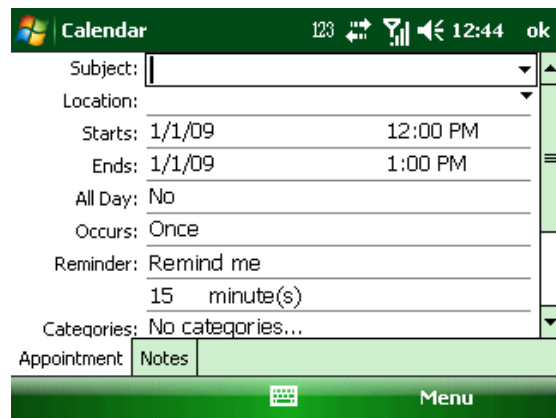 Calendar 123 12:44 ok
Subject:
Location:
Starts: 1/1/09 12:00 PM
Ends: 1/1/09 1:00 PM
All Day: No
Occurs: Once
Reminder: Remind me
15 minute(s)
Categories: No categories...
Appointment Notes
Menu